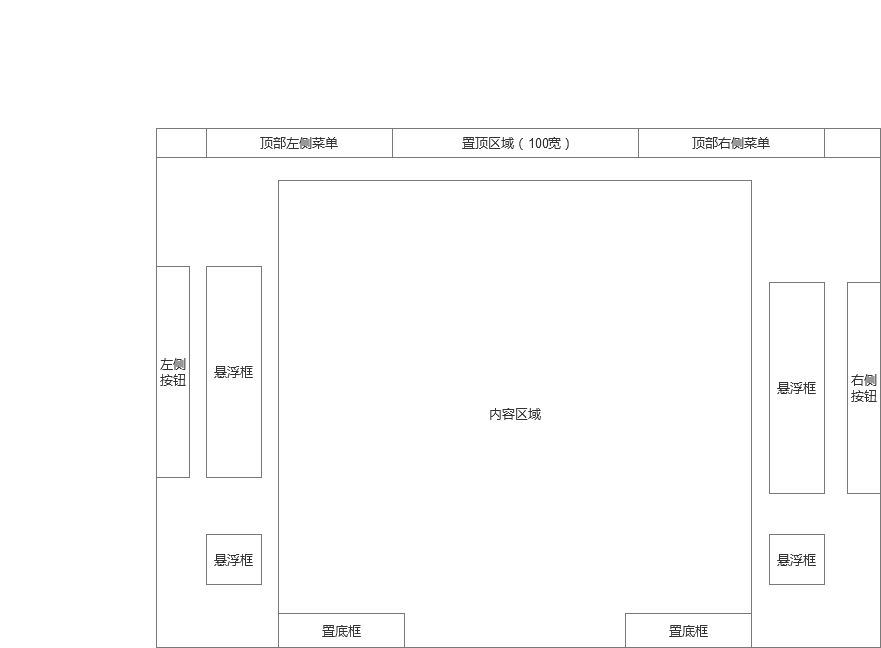 顶部左侧菜单
置顶区域（100宽）
顶部右侧菜单
左侧
按钮
悬浮框
内容区域
悬浮框
右侧
按钮
悬浮框
悬浮框
置底框
置底框